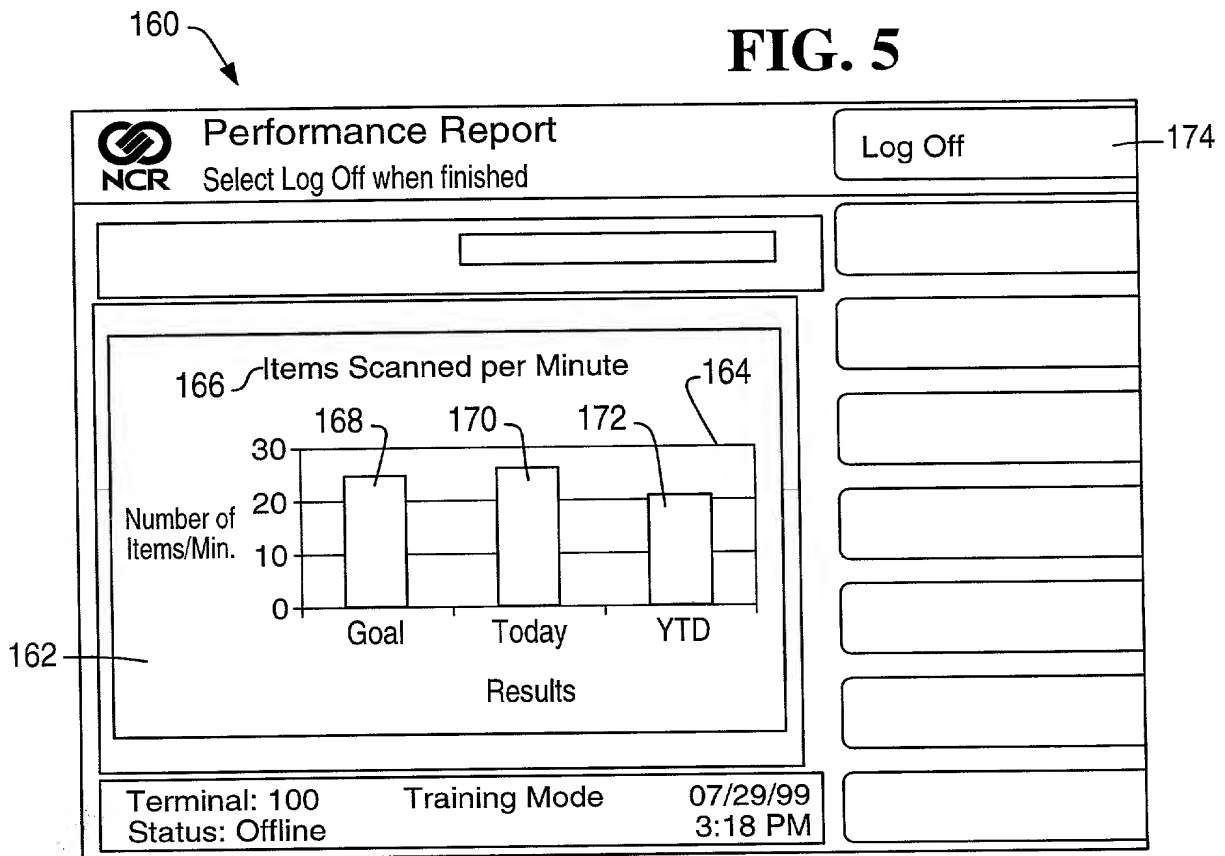 160
FIG. 5
NCR
Performance Report
Select Log Off when finished
Log Off
174
166
Items Scanned per Minute
164
168
170
172
30
20
10
0
Number of
Items/Min.
Goal
Today
YTD
162
Results
Terminal: 100
Training Mode
07/29/99
Status: Offline
3:18 PM